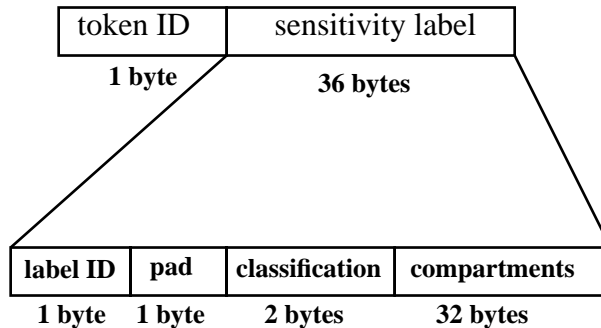 token ID sensitivity label
1 byte 36 bytes
label ID pad classification compartments
1 byte 1 byte 2 bytes 32 bytes